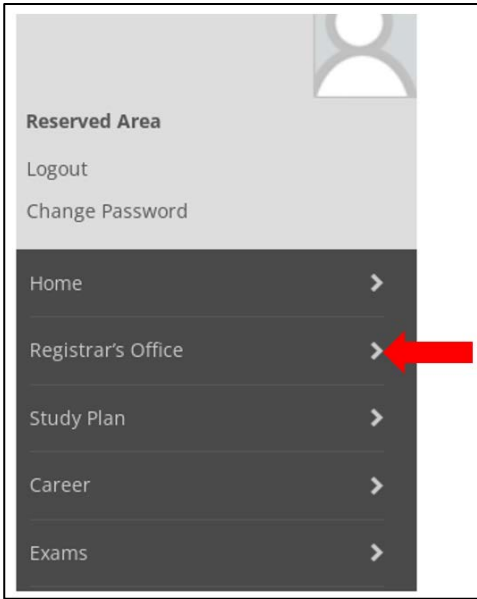 Reserved Area
Logout
Change Password
Home
Registrar's Office
Study Plan
Career
Exams